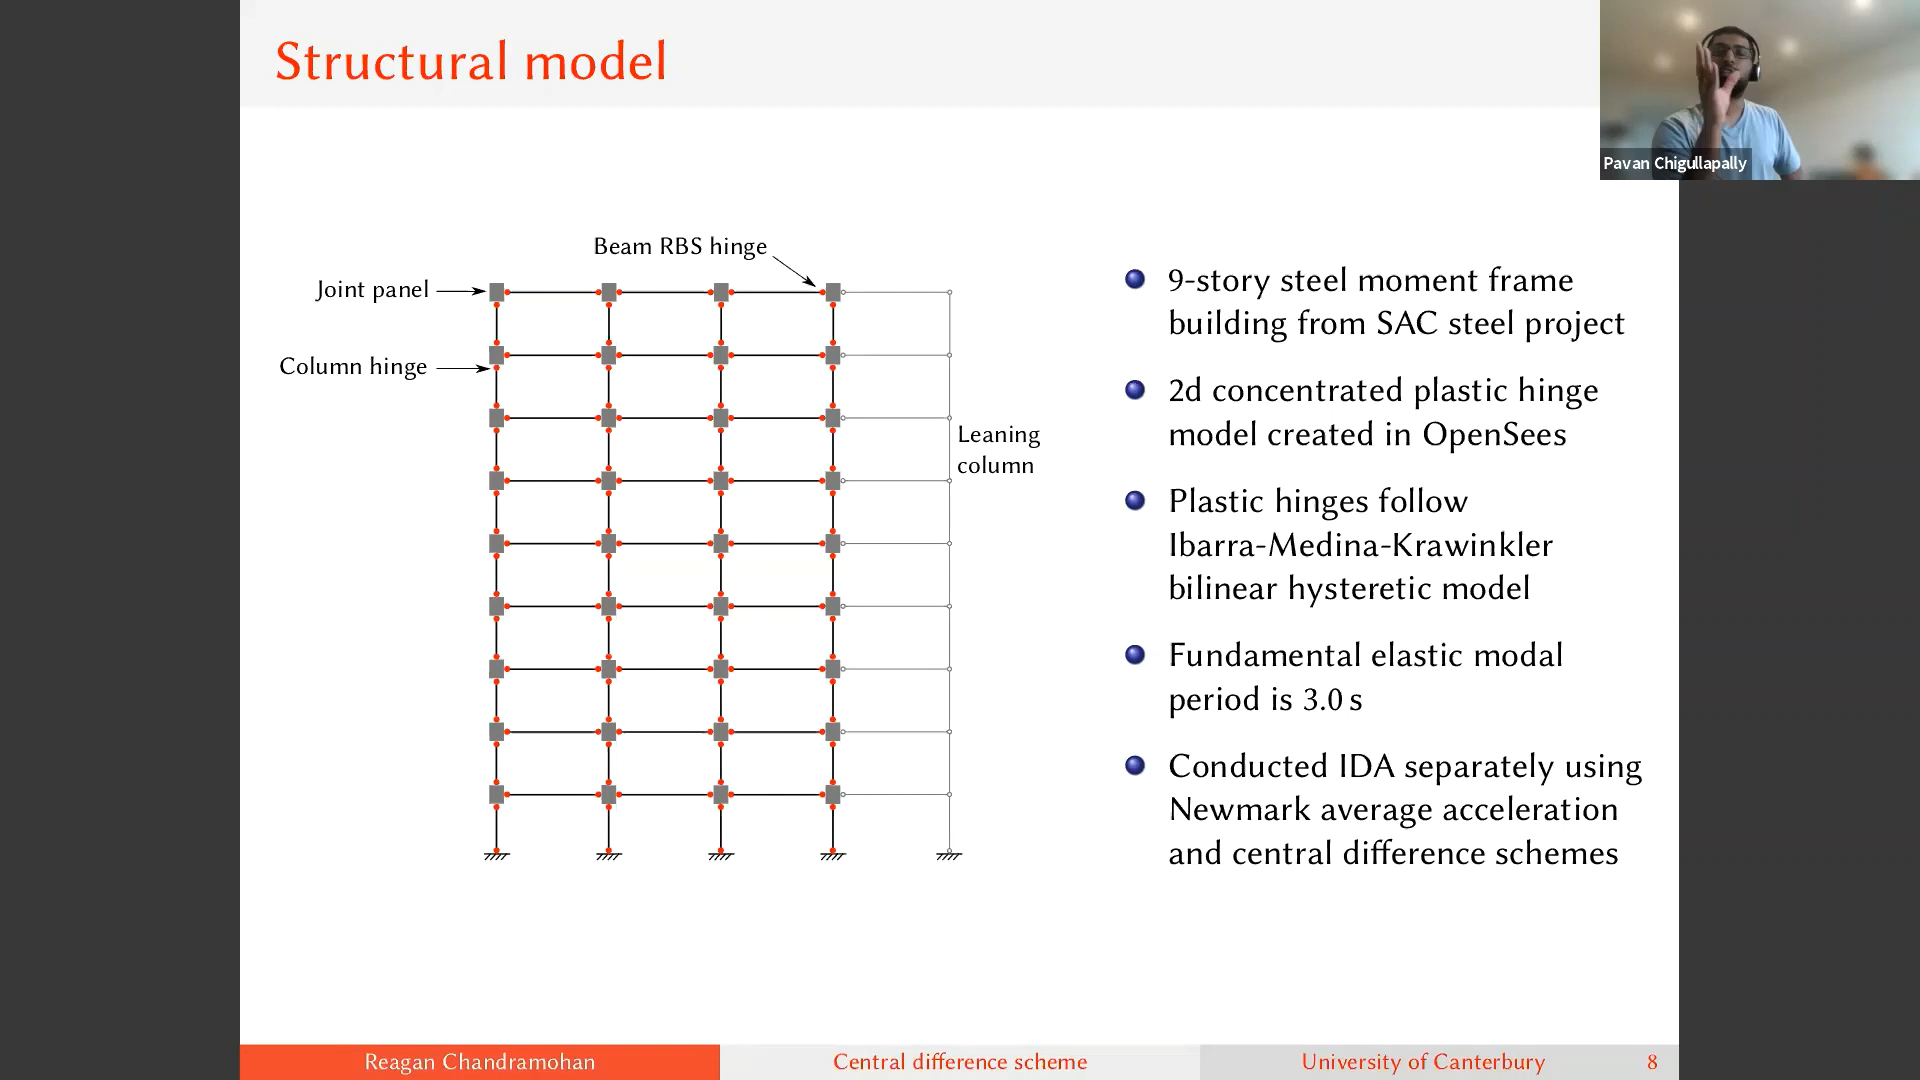 Structural model
Pavan Chigullapally
Beam RBS hinge
Joint panel
Column hinge
Leaning
column
9-story steel moment frame
building from SAC steel project
2d concentrated plastic hinge
model created in OpenSees
Plastic hinges follow
Ibarra-Medina-Krawinkler
bilinear hysteretic model
Fundamental elastic modal
period is 3.0 s
Conducted IDA separately using
Newmark average acceleration
and central difference schemes
Reagan Chandramohan
Central difference scheme
University of Canterbury
8